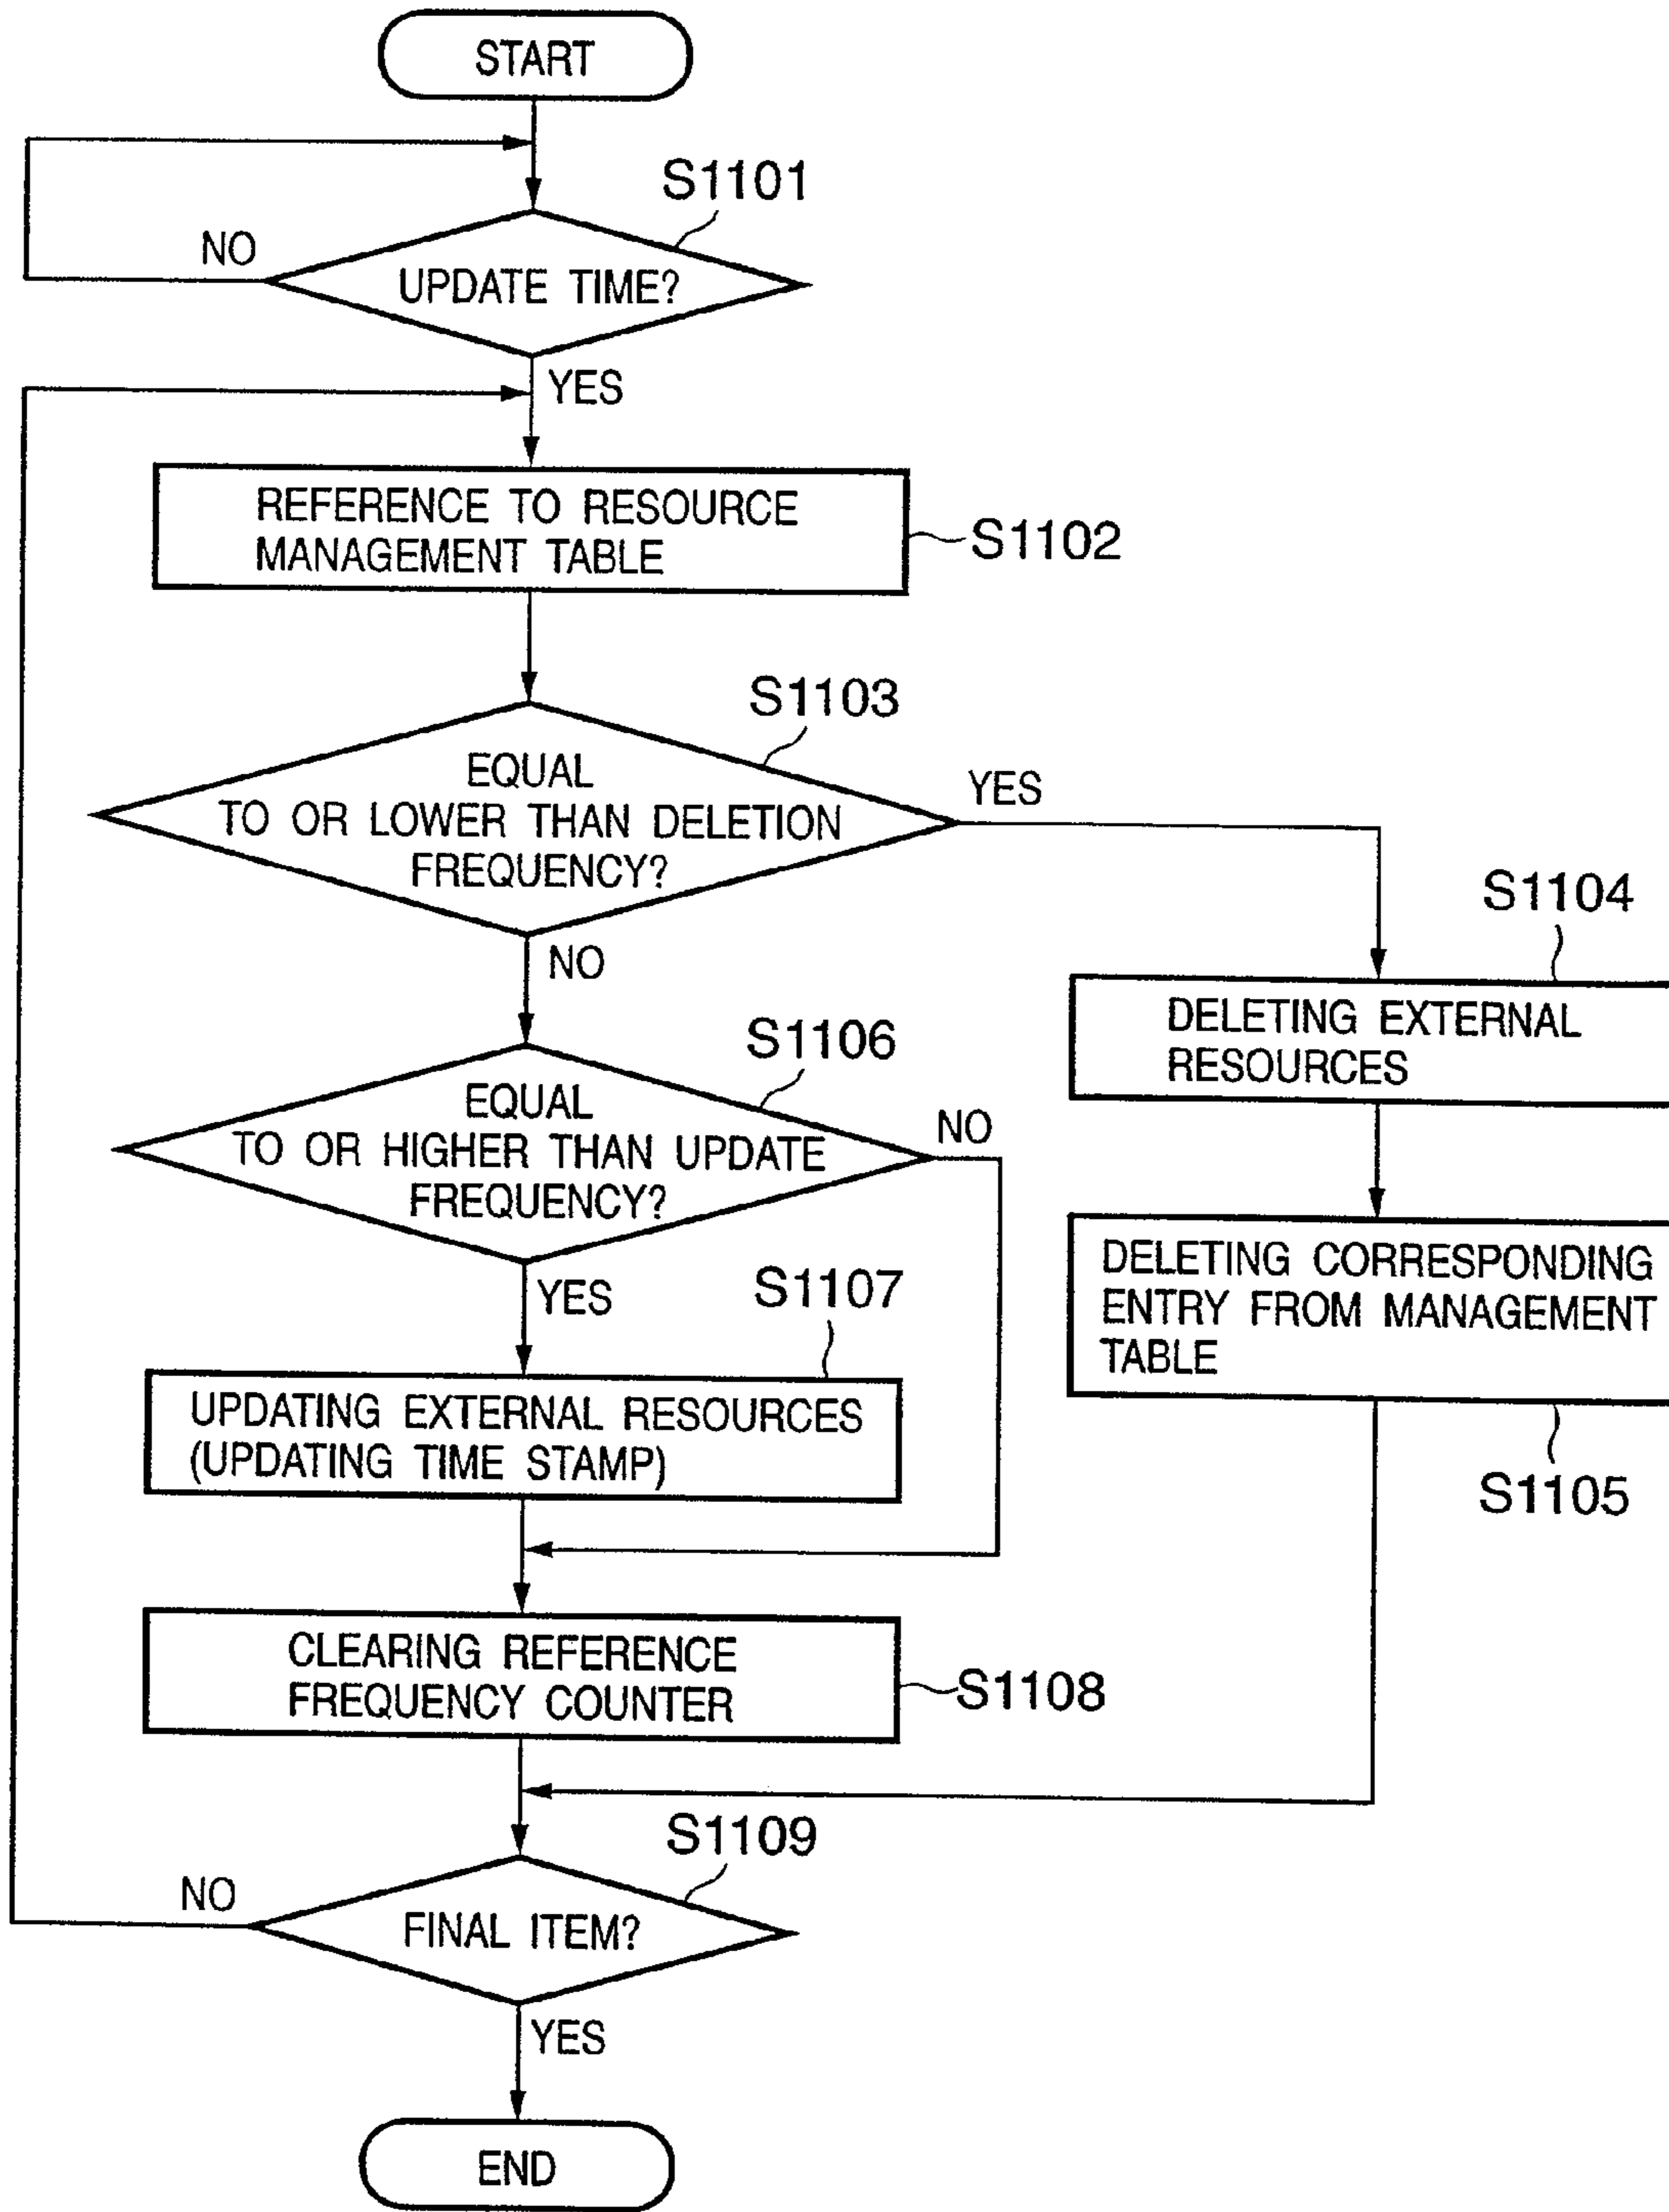 START
S1101
NO
UPDATE TIME?
YES
REFERENCE TO RESOURCE
MANAGEMENT TABLE
S1102
S1103
EQUAL
TO OR LOWER THAN DELETION
FREQUENCY?
YES
NO
S1104
DELETING EXTERNAL
RESOURCES
DELETING CORRESPONDING
ENTRY FROM MANAGEMENT
TABLE
S1105
S1106
EQUAL
TO OR HIGHER THAN UPDATE
FREQUENCY?
NO
YES
S1107
UPDATING EXTERNAL RESOURCES
(UPDATING TIME STAMP)
CLEARING REFERENCE
FREQUENCY COUNTER
S1108
S1109
NO
FINAL ITEM?
YES
END